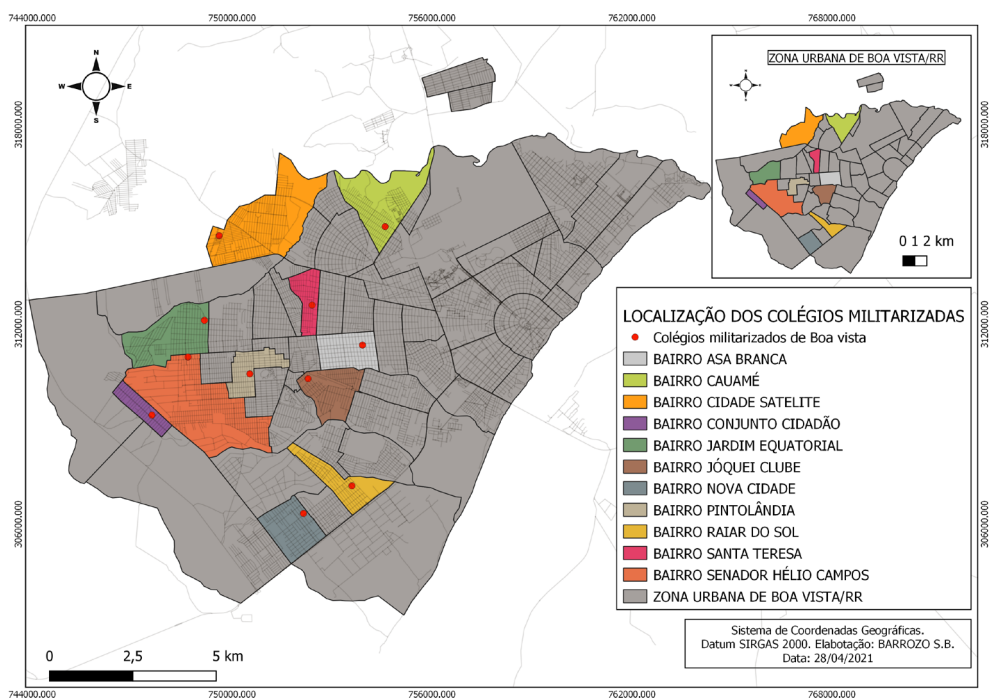 744000.000 750000.000 756000.000 762000.000 768000.000
318000.000
312000.000
306000.000
N
W E
S
ZONA URBANA DE BOA VISTA/RR
0 1 2 km
318000.000
312000.000
306000.000
LOCALIZAÇÃO DOS COLÉGIOS MILITARIZADAS
Colégios militarizados de Boa vista
BAIRRO ASA BRANCA
BAIRRO CAUAMÉ
BAIRRO CIDADE SATELITE
BAIRRO CONJUNTO CIDADÃO
BAIRRO JARDIM EQUATORIAL
BAIRRO JÓQUEI CLUBE
BAIRRO NOVA CIDADE
BAIRRO PINTOLÂNDIA
BAIRRO RAIAR DO SOL
BAIRRO SANTA TERESA
BAIRRO SENADOR HÉLIO CAMPOS
ZONA URBANA DE BOA VISTA/RR
Sistema de Coordenadas Geográficas.
Datum SIRGAS 2000. Elabotação: BARROZO S.B.
Data: 28/04/2021
0 2,5 5 km
744000.000 750000.000 756000.000 762000.000 768000.000